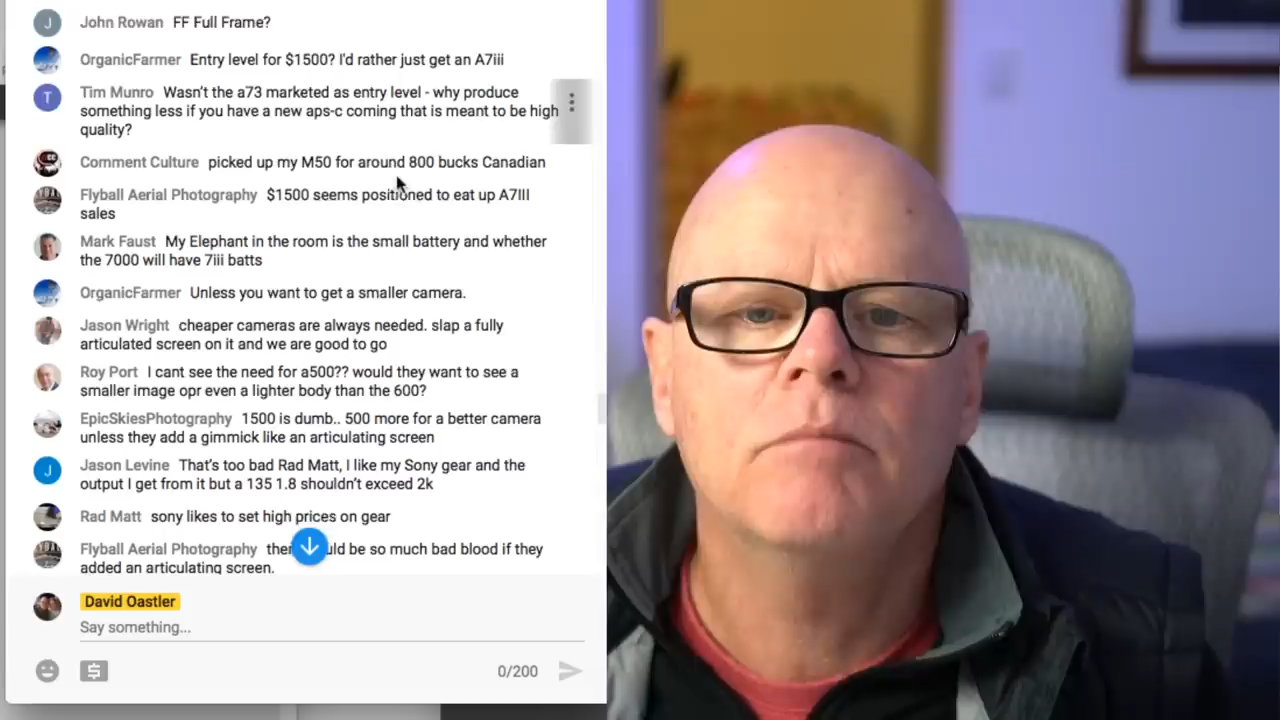 J John Rowan FF Full Frame?
OrganicFarmer Entry level for $1500? I'd rather just get an A7iii
Tim Munro Wasn't the a73 marketed as entry level - why produce
T
something less if you have a new aps-c coming that is meant to be high
quality?
Comment Culture picked up my M50 for around 800 bucks Canadian
Flyball Aerial Photography $1500 seems positioned to eat up A7III
sales
Mark Faust My Elephant in the room is the small battery and whether
the 7000 will have 7iii batts
OrganicFarmer Unless you want to get a smaller camera.
Jason Wright cheaper cameras are always needed. slap a fully
articulated screen on it and we are good to go
Roy Port I cant see the need for a500?? would they want to see a
smaller image opr even a lighter body than the 600?
EpicSkiesPhotography 1500 is dumb.. 500 more for a better camera
unless they add a gimmick like an articulating screen
Jason Levine That's too bad Rad Matt, I like my Sony gear and the
J
output I get from it but a 135 1.8 shouldn't exceed 2k
Rad Matt sony likes to set high prices on gear
Flyball Aerial Photography be so much bad blood if they
added an articulating screen.
David Oastler
Say something...
$ 0/200